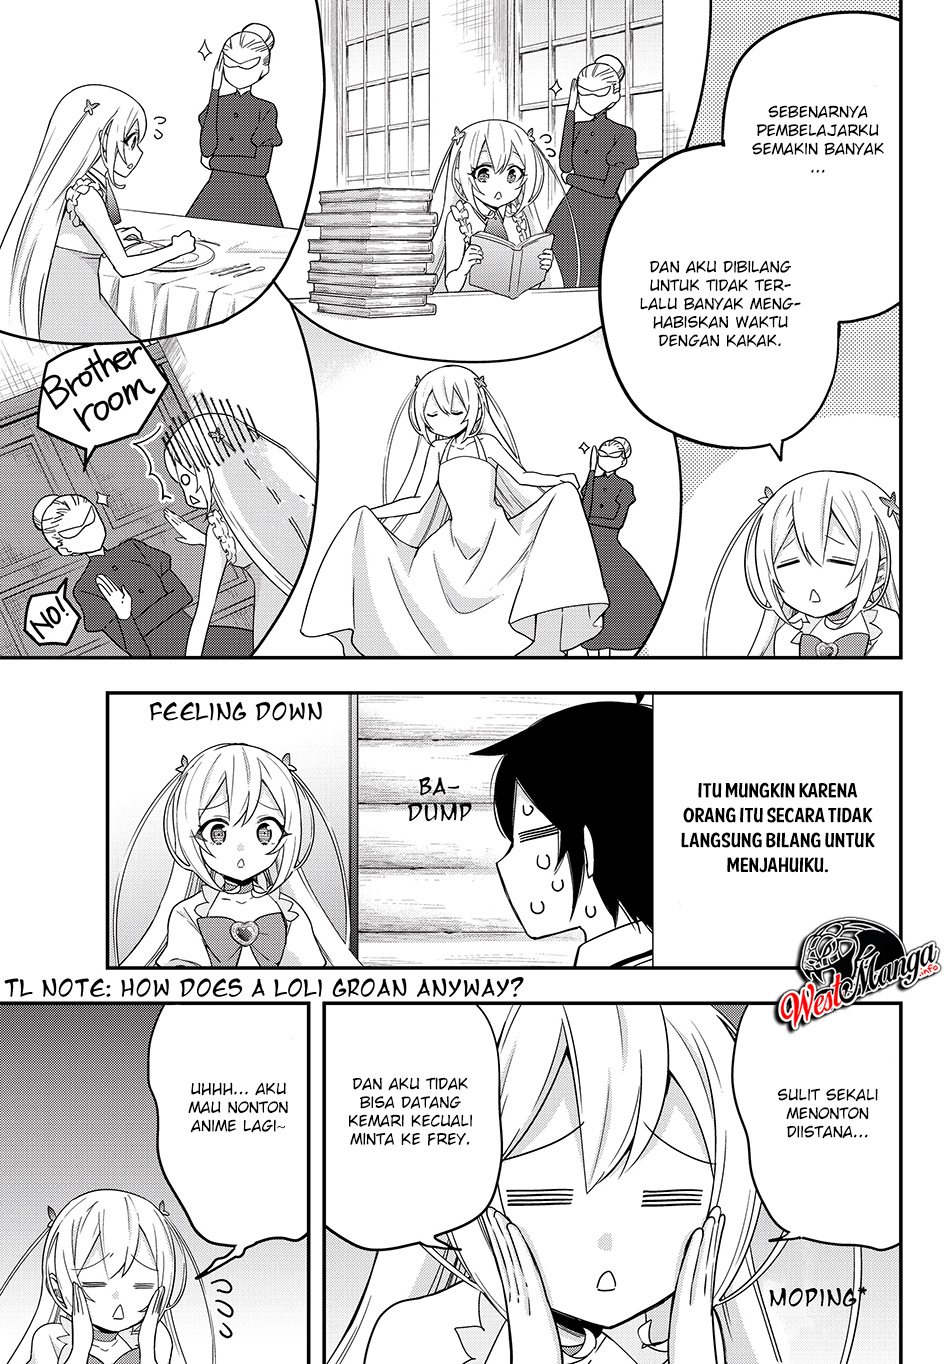 SEBENARNYA
PEMBELAJARKU
SEMAKIN BANYAK
...
DAN AKU DIBILANG
UNTUK TIDAK TER-
LALU BANYAK MENG-
HABISKAN WAKTU
DENGAN KAKAK.
Brother
room
NO!
ITU MUNGKIN KARENA
ORANG ITU SECARA TIDAK
LANGSUNG BILANG UNTUK
MENJAHUIKU.
BA-
DUMP
FEELING DOWN
WestManga
.info
TL NOTE: HOW DOES A LOLI GROAN ANYWAY?
SULIT SEKALI
MENONTON
DIISTANA...
DAN AKU TIDAK
BISA DATANG
KEMARI KECUALI
MINTA KE FREY.
MOPING*
UHHH... AKU
MAU NONTON
ANIME LAGI~